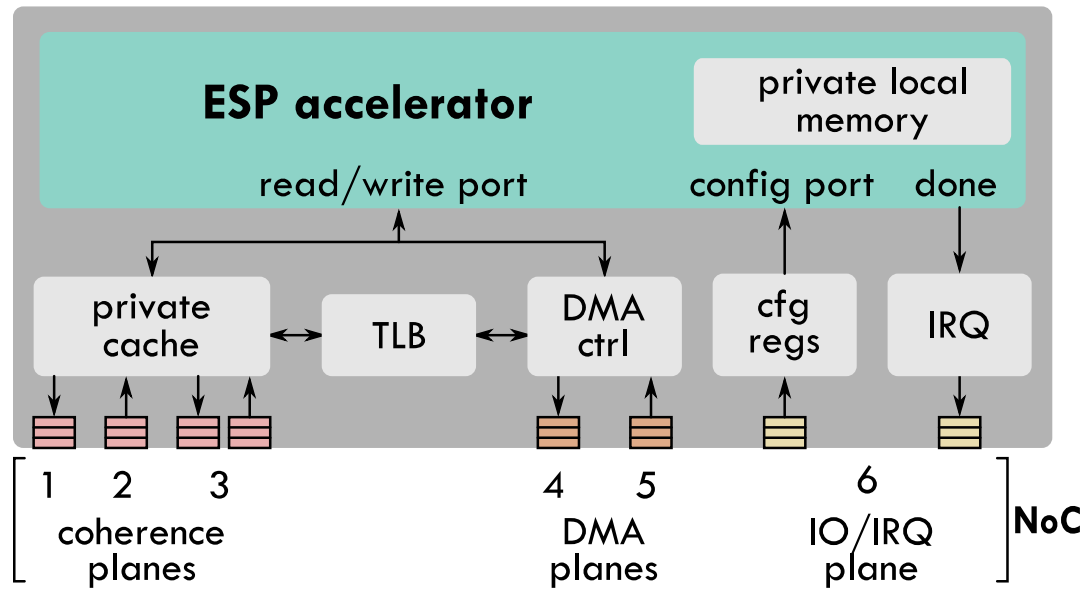 ESP accelerator
private local
memory
read/write port
config port
done
private
cache
TLB
DMA
ctrl
cfg
regs
IRQ
1
2
3
4
5
6
coherence
planes
DMA
planes
IO/IRQ
plane
NoC